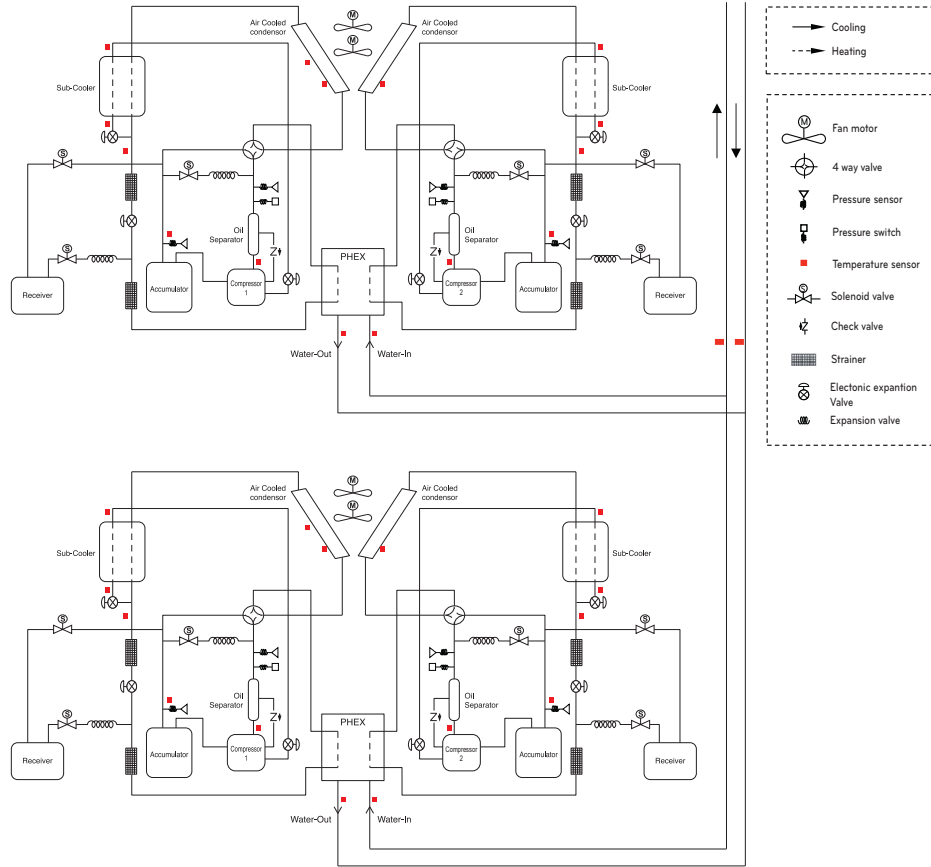 Air Cooled
condensor
M
M
Air Cooled
condensor
Sub-Cooler
Sub-Cooler
S
S
S
S
Oil
Separator
Z
Oil
Separator
Z
S
S
PHEX
Receiver
Accumulator
Compressor
1
Compressor
2
Accumulator
Receiver
Water-Out
Water-In
Air Cooled
condensor
M
M
Air Cooled
condensor
Sub-Cooler
Sub-Cooler
S
S
S
S
Oil
Separator
Z
Oil
Separator
Z
S
S
PHEX
Receiver
Accumulator
Compressor
1
Compressor
2
Accumulator
Receiver
Water-Out
Water-In
Cooling
Heating
M
Fan motor
4 way valve
Pressure sensor
Pressure switch
Temperature sensor
S
Solenoid valve
Z
Check valve
Strainer
Electonic expantion
Valve
Expansion valve